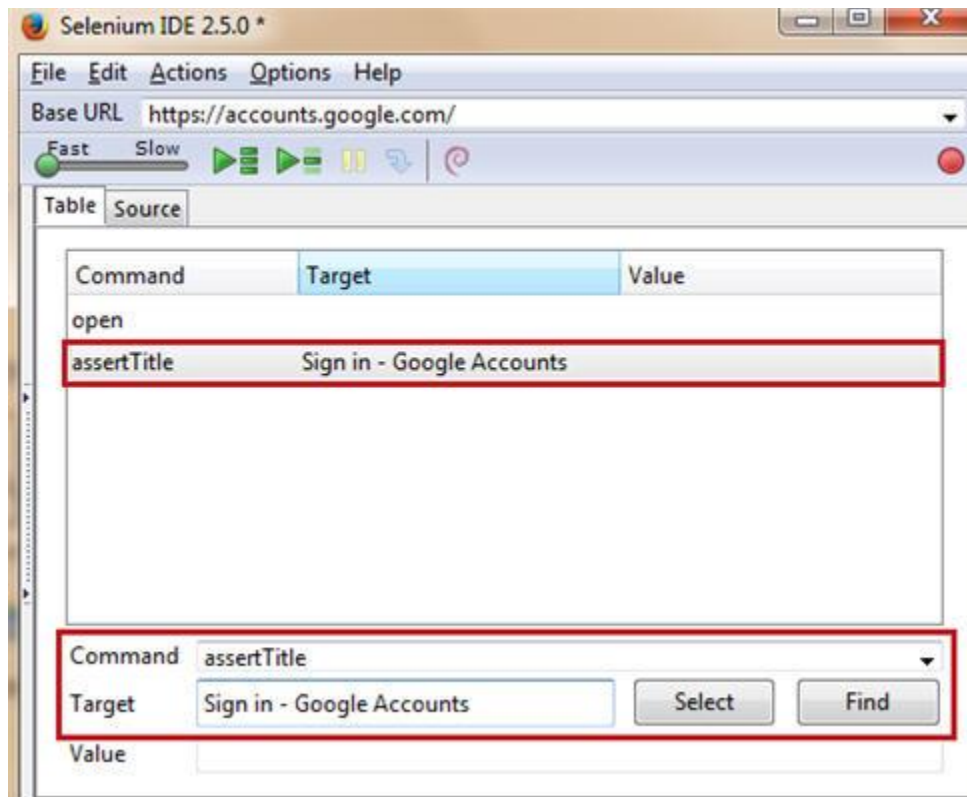 Selenium IDE 2.5.0 *
File Edit Actions Options Help
Base URL https://accounts.google.com/
Fast Slow
Table Source
Command Target Value
open
assertTitle Sign in - Google Accounts
Command assertTitle
Target Sign in - Google Accounts Select Find
Value